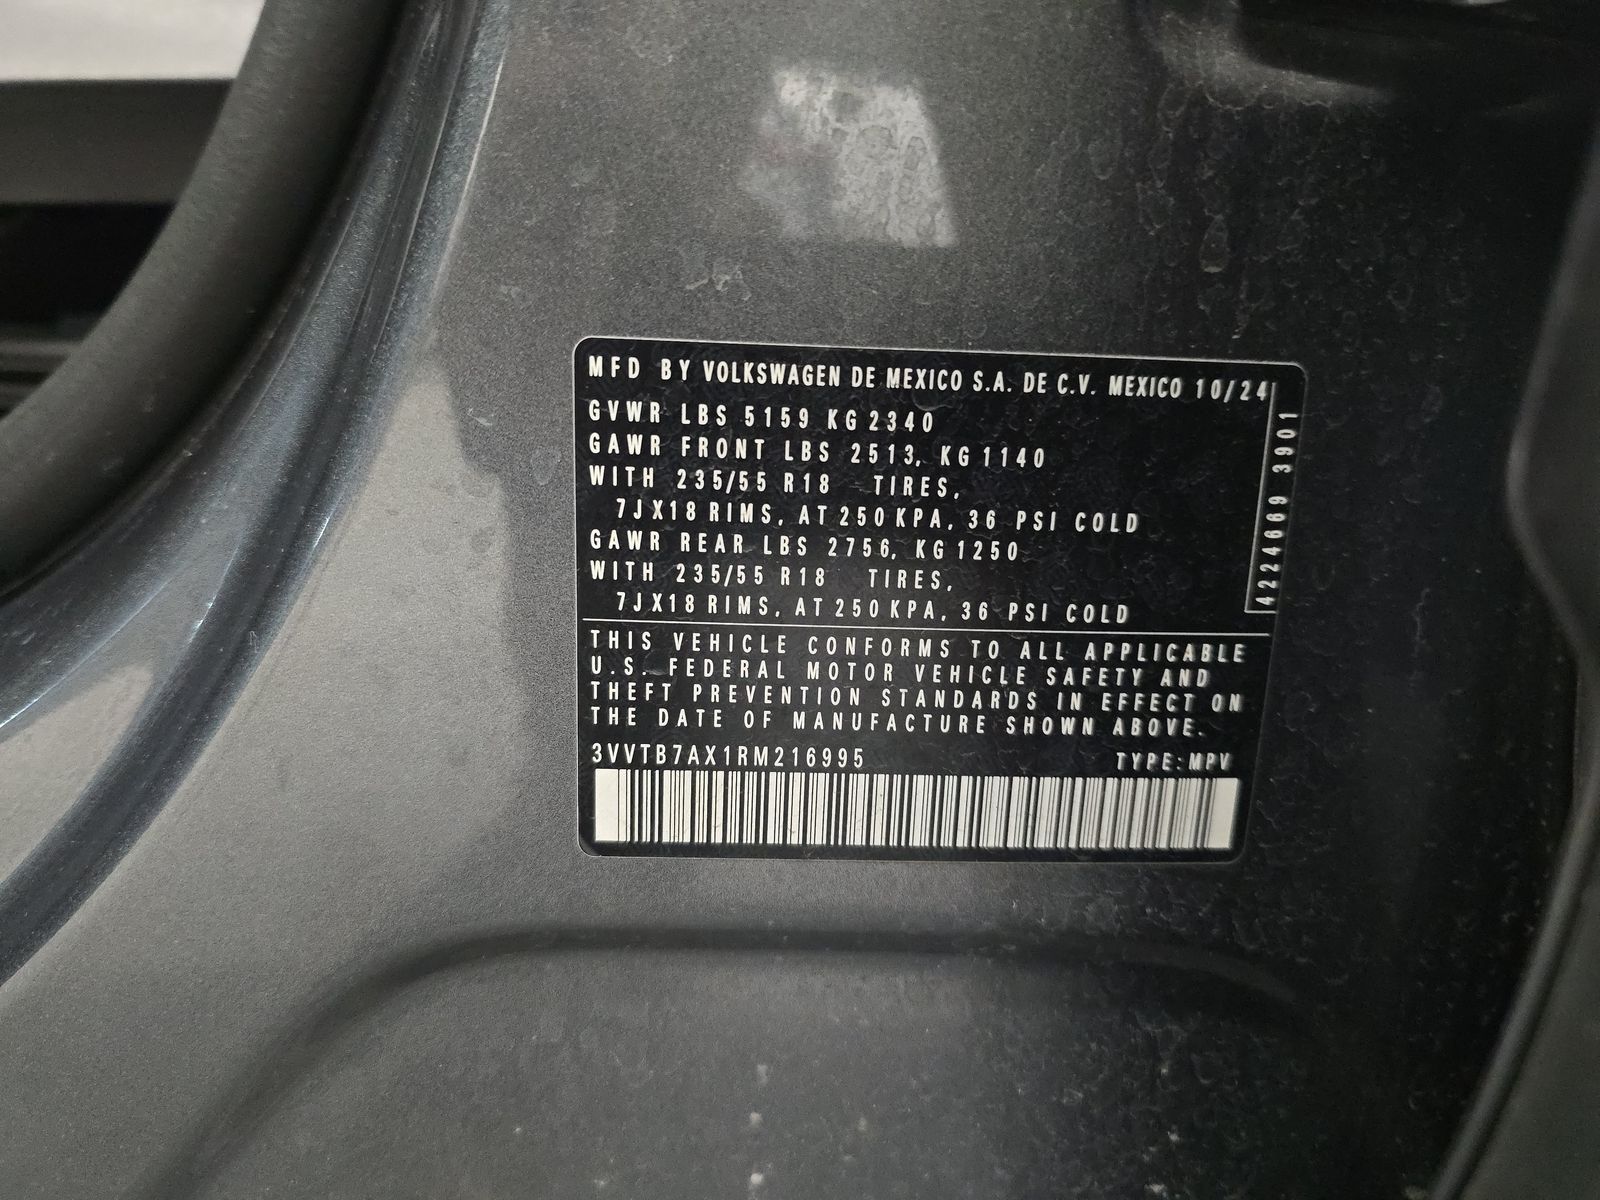 MFD BY VOLKSWAGEN DE MEXICO S.A. DE C.V. MEXICO 10/24
GVWR LBS 5159 KG 2340
GAWR FRONT LBS 2513, KG 1140
WITH 235/55 R18 TIRES,
7JX18 RIMS, AT 250 KPA, 36 PSI COLD
GAWR REAR LBS 2756, KG 1250
WITH 235/55 R18 TIRES,
7JX18 RIMS, AT 250 KPA, 36 PSI COLD
4224669 3901
THIS VEHICLE CONFORMS TO ALL APPLICABLE
U.S. FEDERAL MOTOR VEHICLE SAFETY AND
THEFT PREVENTION STANDARDS IN EFFECT ON
THE DATE OF MANUFACTURE SHOWN ABOVE.
3VVTB7AX1RM216995 TYPE: MPV